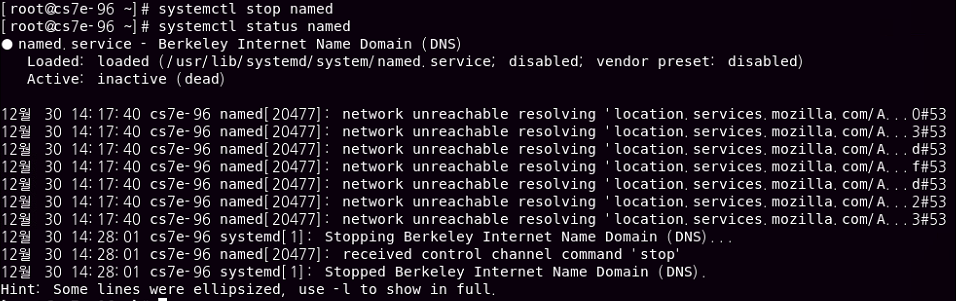 [root@cs7e-96 ~]# systemctl stop named
[root@cs7e-96 ~]# systemctl status named
● named.service - Berkeley Internet Name Domain (DNS)
   Loaded: loaded (/usr/lib/systemd/system/named.service; disabled; vendor preset: disabled)
   Active: inactive (dead)

12월 30 14:17:40 cs7e-96 named[20477]: network unreachable resolving 'location.services.mozilla.com/A...0#53
12월 30 14:17:40 cs7e-96 named[20477]: network unreachable resolving 'location.services.mozilla.com/A...3#53
12월 30 14:17:40 cs7e-96 named[20477]: network unreachable resolving 'location.services.mozilla.com/A...d#53
12월 30 14:17:40 cs7e-96 named[20477]: network unreachable resolving 'location.services.mozilla.com/A...f#53
12월 30 14:17:40 cs7e-96 named[20477]: network unreachable resolving 'location.services.mozilla.com/A...d#53
12월 30 14:17:40 cs7e-96 named[20477]: network unreachable resolving 'location.services.mozilla.com/A...2#53
12월 30 14:17:40 cs7e-96 named[20477]: network unreachable resolving 'location.services.mozilla.com/A...3#53
12월 30 14:28:01 cs7e-96 systemd[1]: Stopping Berkeley Internet Name Domain (DNS)...
12월 30 14:28:01 cs7e-96 named[20477]: received control channel command 'stop'
12월 30 14:28:01 cs7e-96 systemd[1]: Stopped Berkeley Internet Name Domain (DNS).
Hint: Some lines were ellipsized, use -l to show in full.